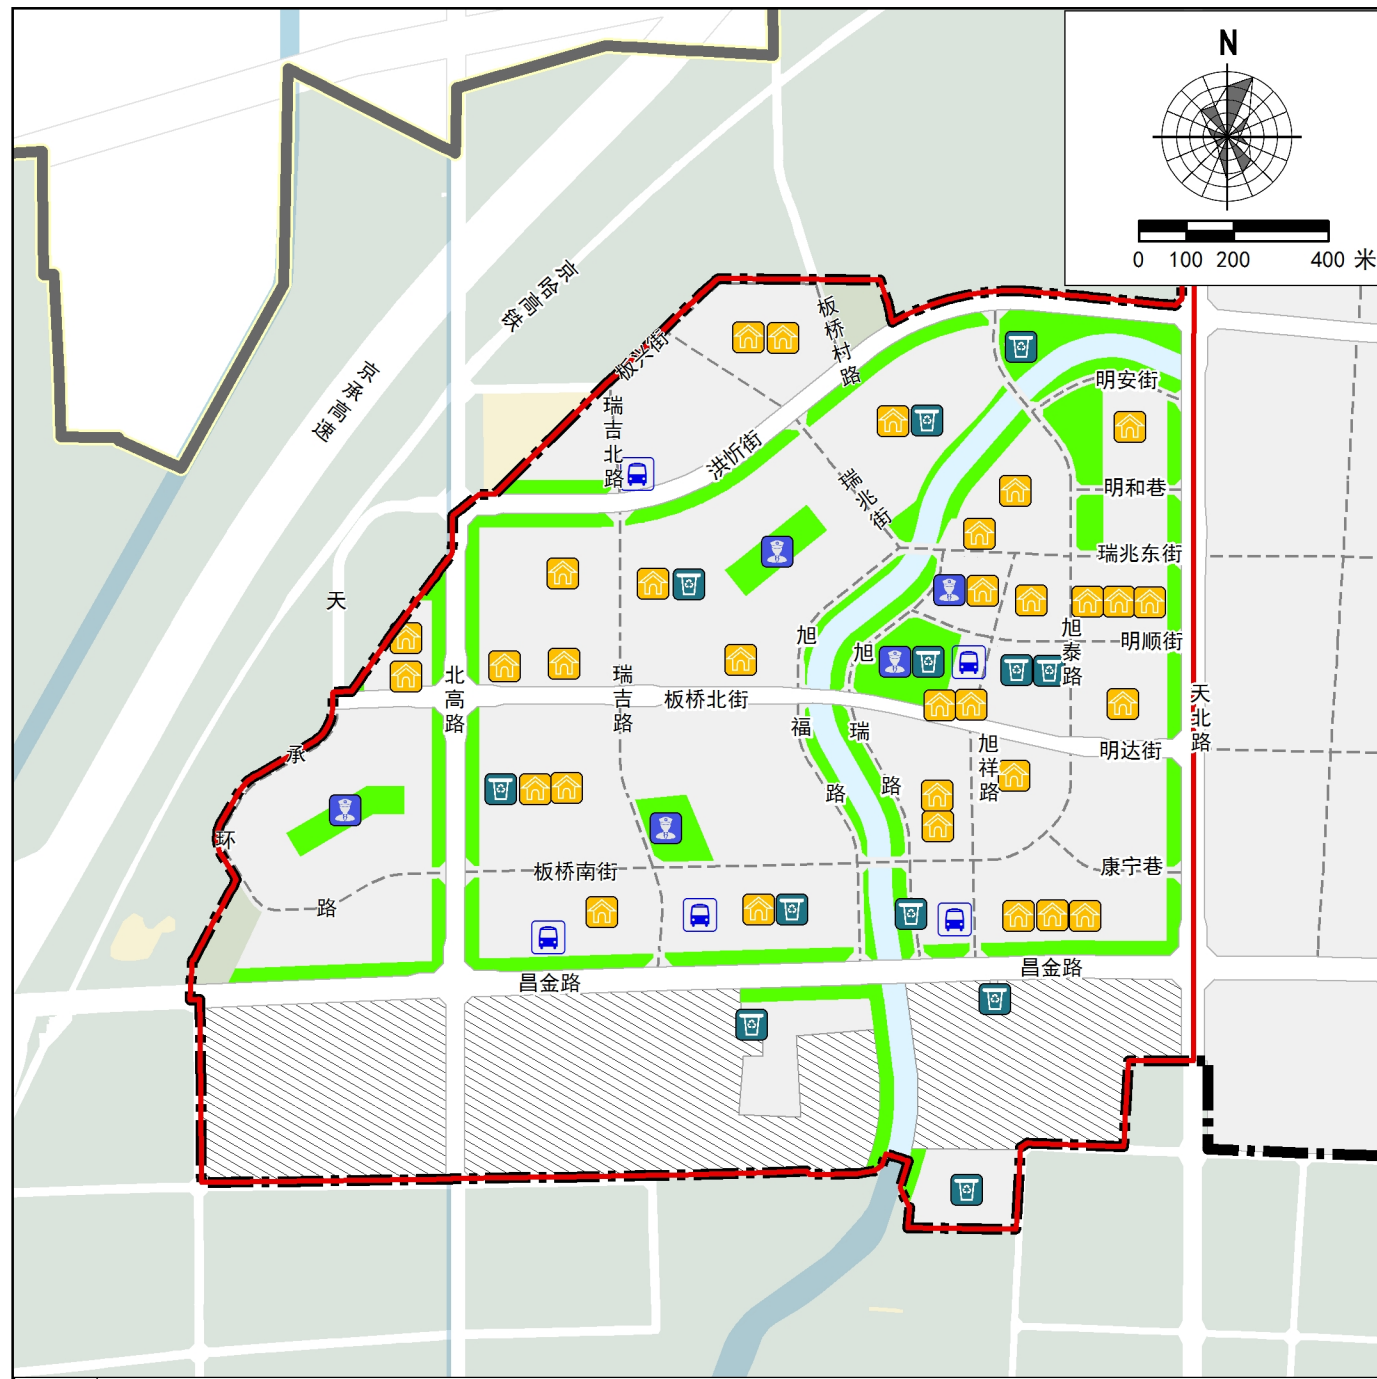 N
0 100 200 400 米
京哈高铁
京承高速
板兴街
板桥村路
瑞吉北路
洪忻街
瑞兆街
明安街
明和巷
瑞兆东街
天承环路
旭福路
旭瑞路
旭泰路
明顺街
北高路
瑞吉路
板桥北街
天北路
旭祥路
明达街
板桥南街
康宁巷
昌金路
昌金路